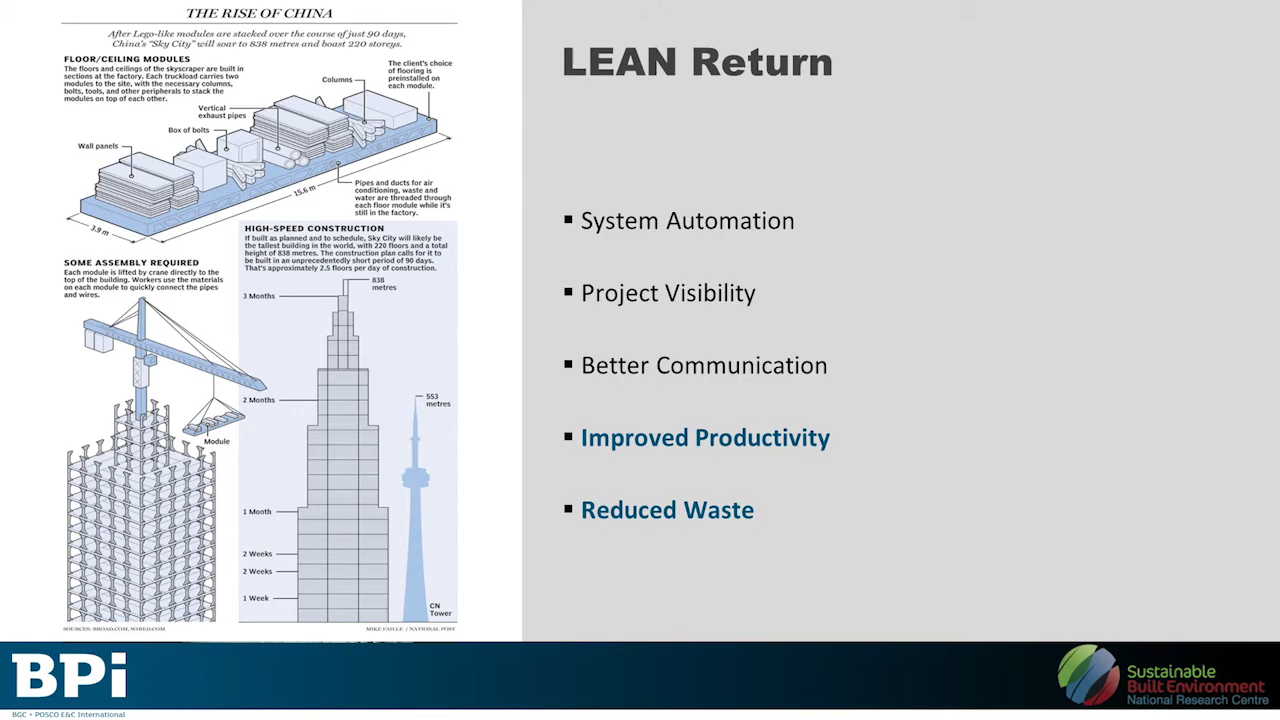 THE RISE OF CHINA
After Lego-like modules are stacked over the course of just 90 days,
China's "Sky City" will soar to 838 metres and boast 220 storeys.
FLOOR/CEILING MODULES
The floors and ceilings of the skyscraper are built in
sections at the factory. Each truckload carries two
modules to the site, with the necessary columns,
bolts, tools, and other peripherals to stack the
modules on top of each other.
Columns
The client's choice
of flooring is
preinstalled on
each module.
Vertical
exhaust pipes
Box of bolts
Wall panels
15.6 m
3.9 m
Pipes and ducts for air
conditioning, waste and
water are threaded through
each floor module while it's
still in the factory.
SOME ASSEMBLY REQUIRED
Each module is lifted by crane directly to the
top of the building. Workers use the materials
on each module to quickly connect the pipes
and wires.
Module
HIGH-SPEED CONSTRUCTION
If built as planned and to schedule, Sky City will likely be
the tallest building in the world, with 220 floors and a total
height of 838 metres. The construction plan calls for it to
be built in an unprecedentedly short period of 90 days.
That's approximately 2.5 floors per day of construction.
838
metres
3 Months
2 Months
553
metres
1 Month
2 Weeks
2 Weeks
1 Week
CN
Tower
SOURCES: BROAD.COM, WIRED.COM
MIKE FAILLE / NATIONAL POST
LEAN Return
▪ System Automation
▪ Project Visibility
▪ Better Communication
▪ Improved Productivity
▪ Reduced Waste
BPi
BGC • POSCO E&C International
Sustainable
Built Environment
National Research Centre